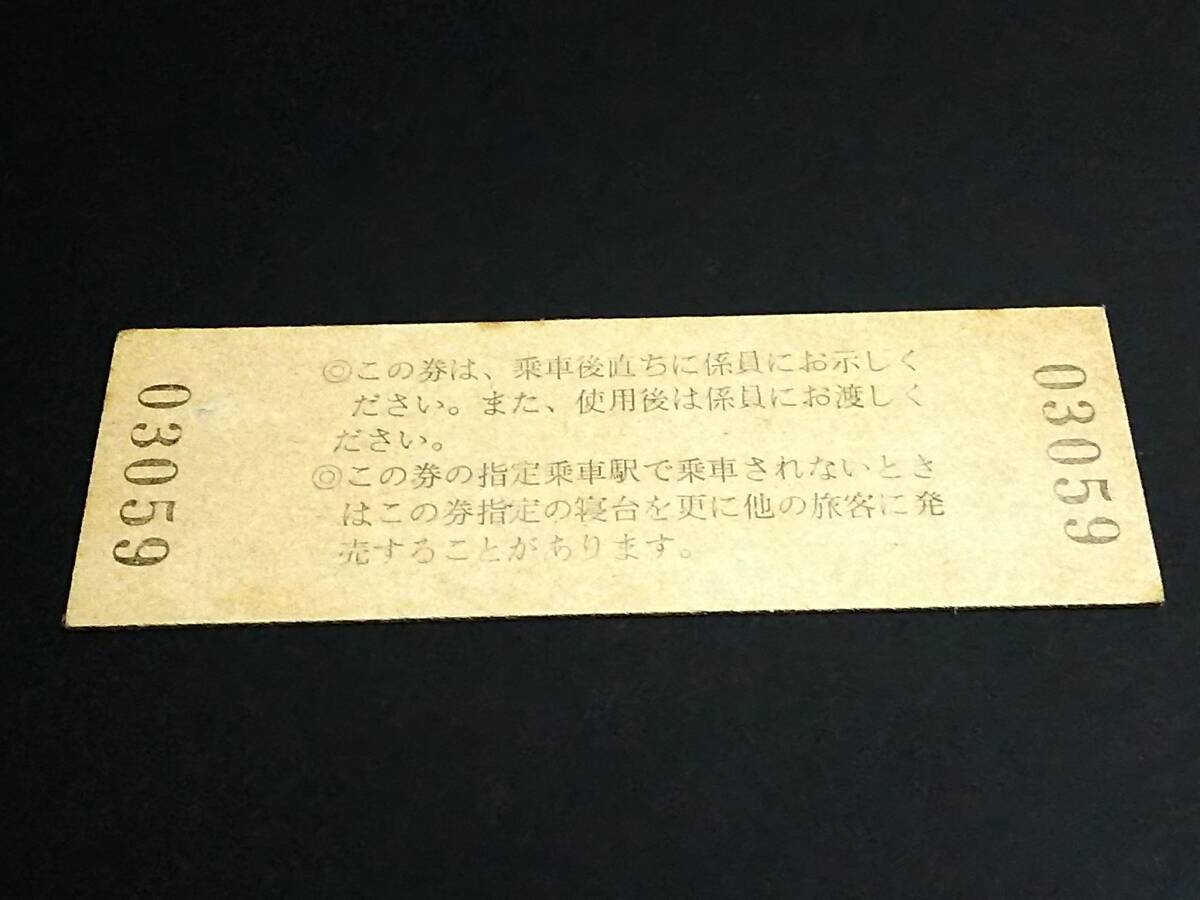 03059
◎この券は、乗車後直ちに係員にお示しく
ださい。また、使用後は係員にお渡しく
ださい。
◎この券の指定乗車駅で乗車されないとき
はこの券指定の寝台を更に他の旅客に発
売することがあります。
03059